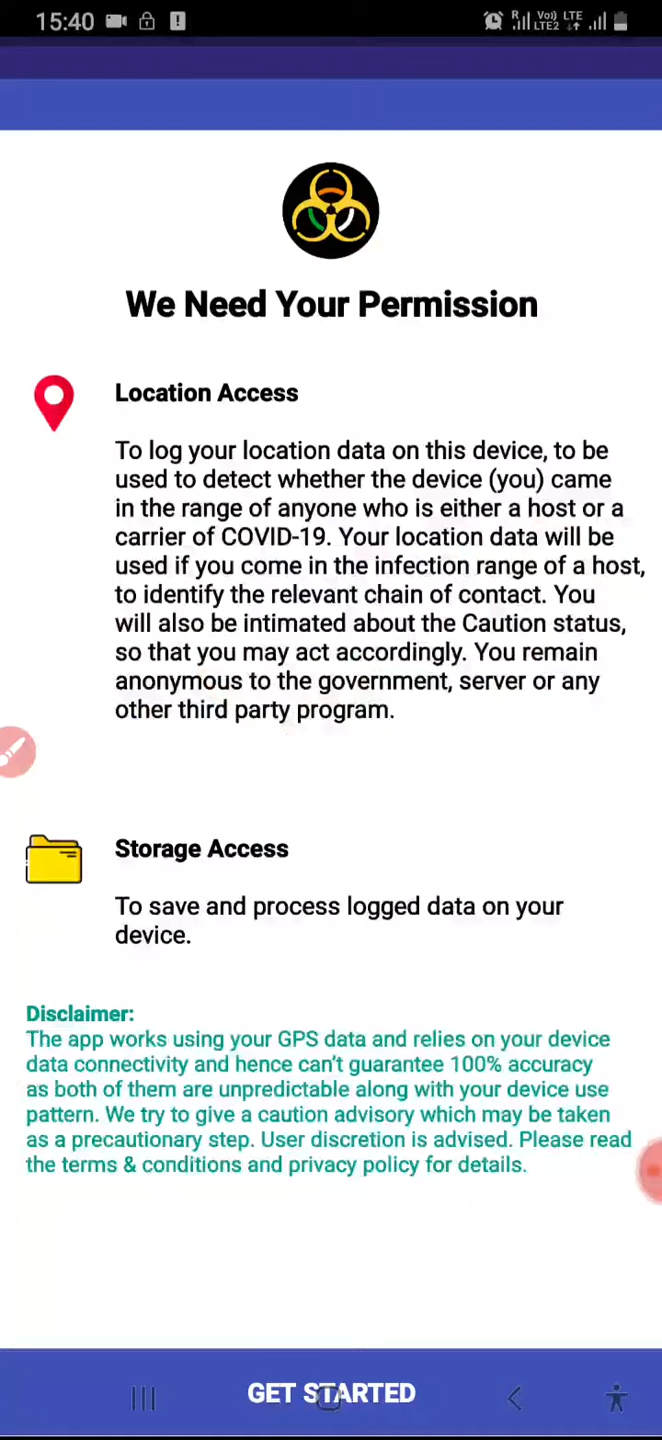 15:40
R Vo) LTE
LTE2
We Need Your Permission
Location Access
To log your location data on this device, to be
used to detect whether the device (you) came
in the range of anyone who is either a host or a
carrier of COVID-19. Your location data will be
used if you come in the infection range of a host,
to identify the relevant chain of contact. You
will also be intimated about the Caution status,
so that you may act accordingly. You remain
anonymous to the government, server or any
other third party program.
Storage Access
To save and process logged data on your
device.
Disclaimer:
The app works using your GPS data and relies on your device
data connectivity and hence can't guarantee 100% accuracy
as both of them are unpredictable along with your device use
pattern. We try to give a caution advisory which may be taken
as a precautionary step. User discretion is advised. Please read
the terms & conditions and privacy policy for details.
GET STARTED